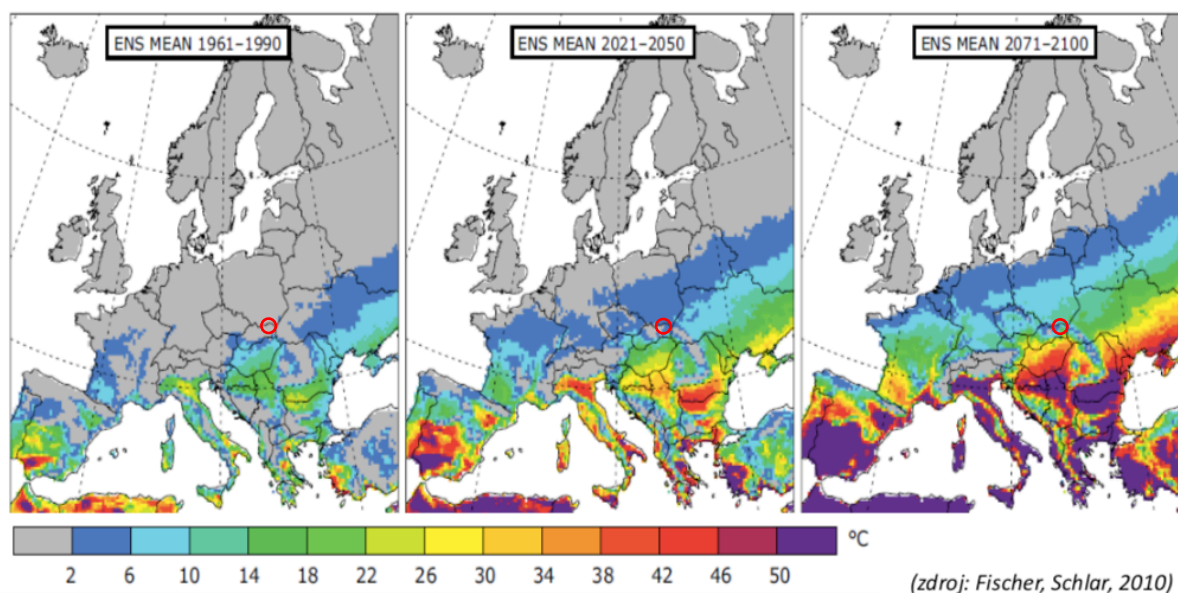 ENS MEAN 1961–1990
ENS MEAN 2021–2050
ENS MEAN 2071–2100
2 6 10 14 18 22 26 30 34 38 42 46 50 °C
(zdroj: Fischer, Schlar, 2010)